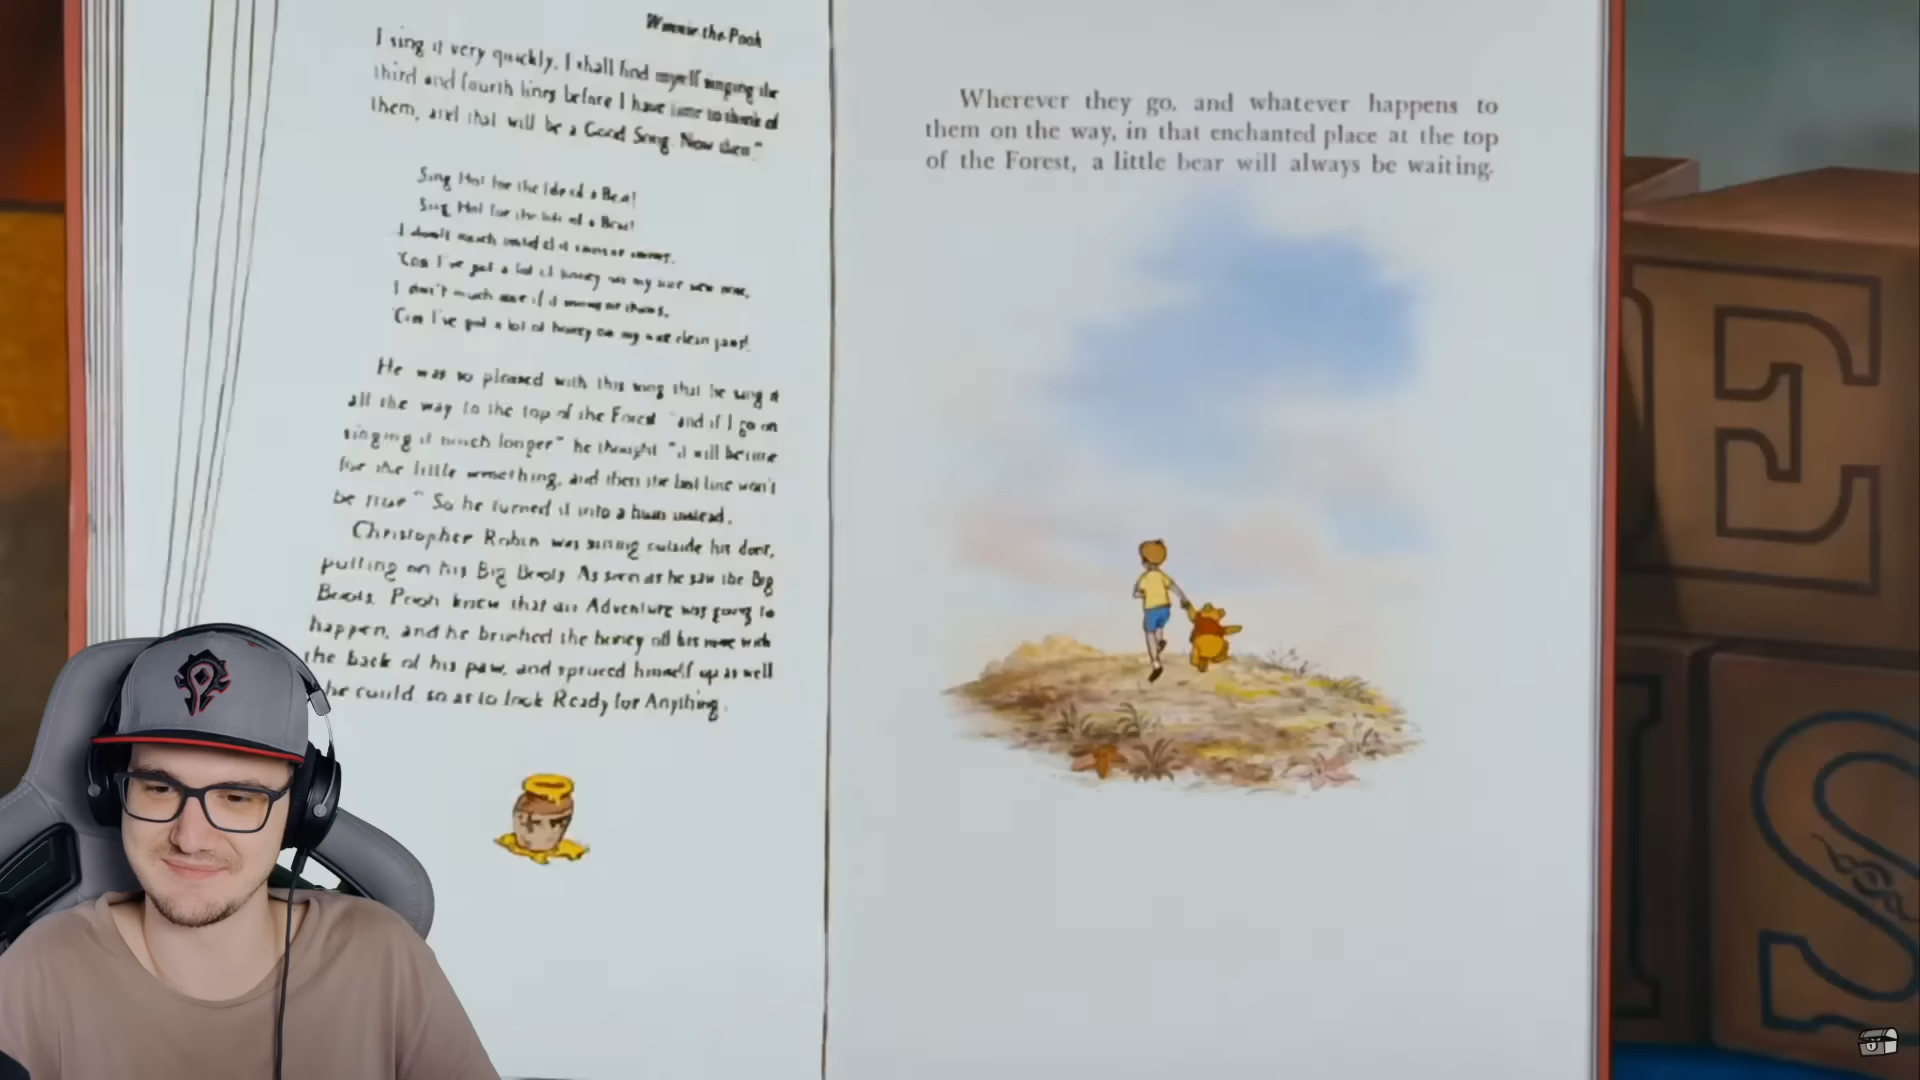 Winnie-the-Pooh
I sing it very quickly, I shall find myself singing the
third and fourth lines before I have time to think of
them, and that will be a Good Song. Now then"
Sing Ho! for the life of a Bear!
Sing Ho! for the life of a Bear!
I don't much mind if it rains or snows,
'Cos I've got a lot of honey on my nice new nose,
I don't much care if it snows or thaws,
'Cos I've got a lot of honey on my nice clean paws!
He was so pleased with this song that he sang it
all the way to the top of the Forest "and if I go on
singing it much longer" he thought "it will be time
for the little something, and then the last line won't
be true" So he turned it into a hum instead.
Christopher Robin was sitting outside his door,
putting on his Big Boots. As soon as he saw the Big
Boots, Pooh knew that an Adventure was going to
happen, and he brushed the honey off his nose with
the back of his paw, and spruced himself up as well
he could, so as to look Ready for Anything.
Wherever they go, and whatever happens to
them on the way, in that enchanted place at the top
of the Forest, a little bear will always be waiting.
E
S